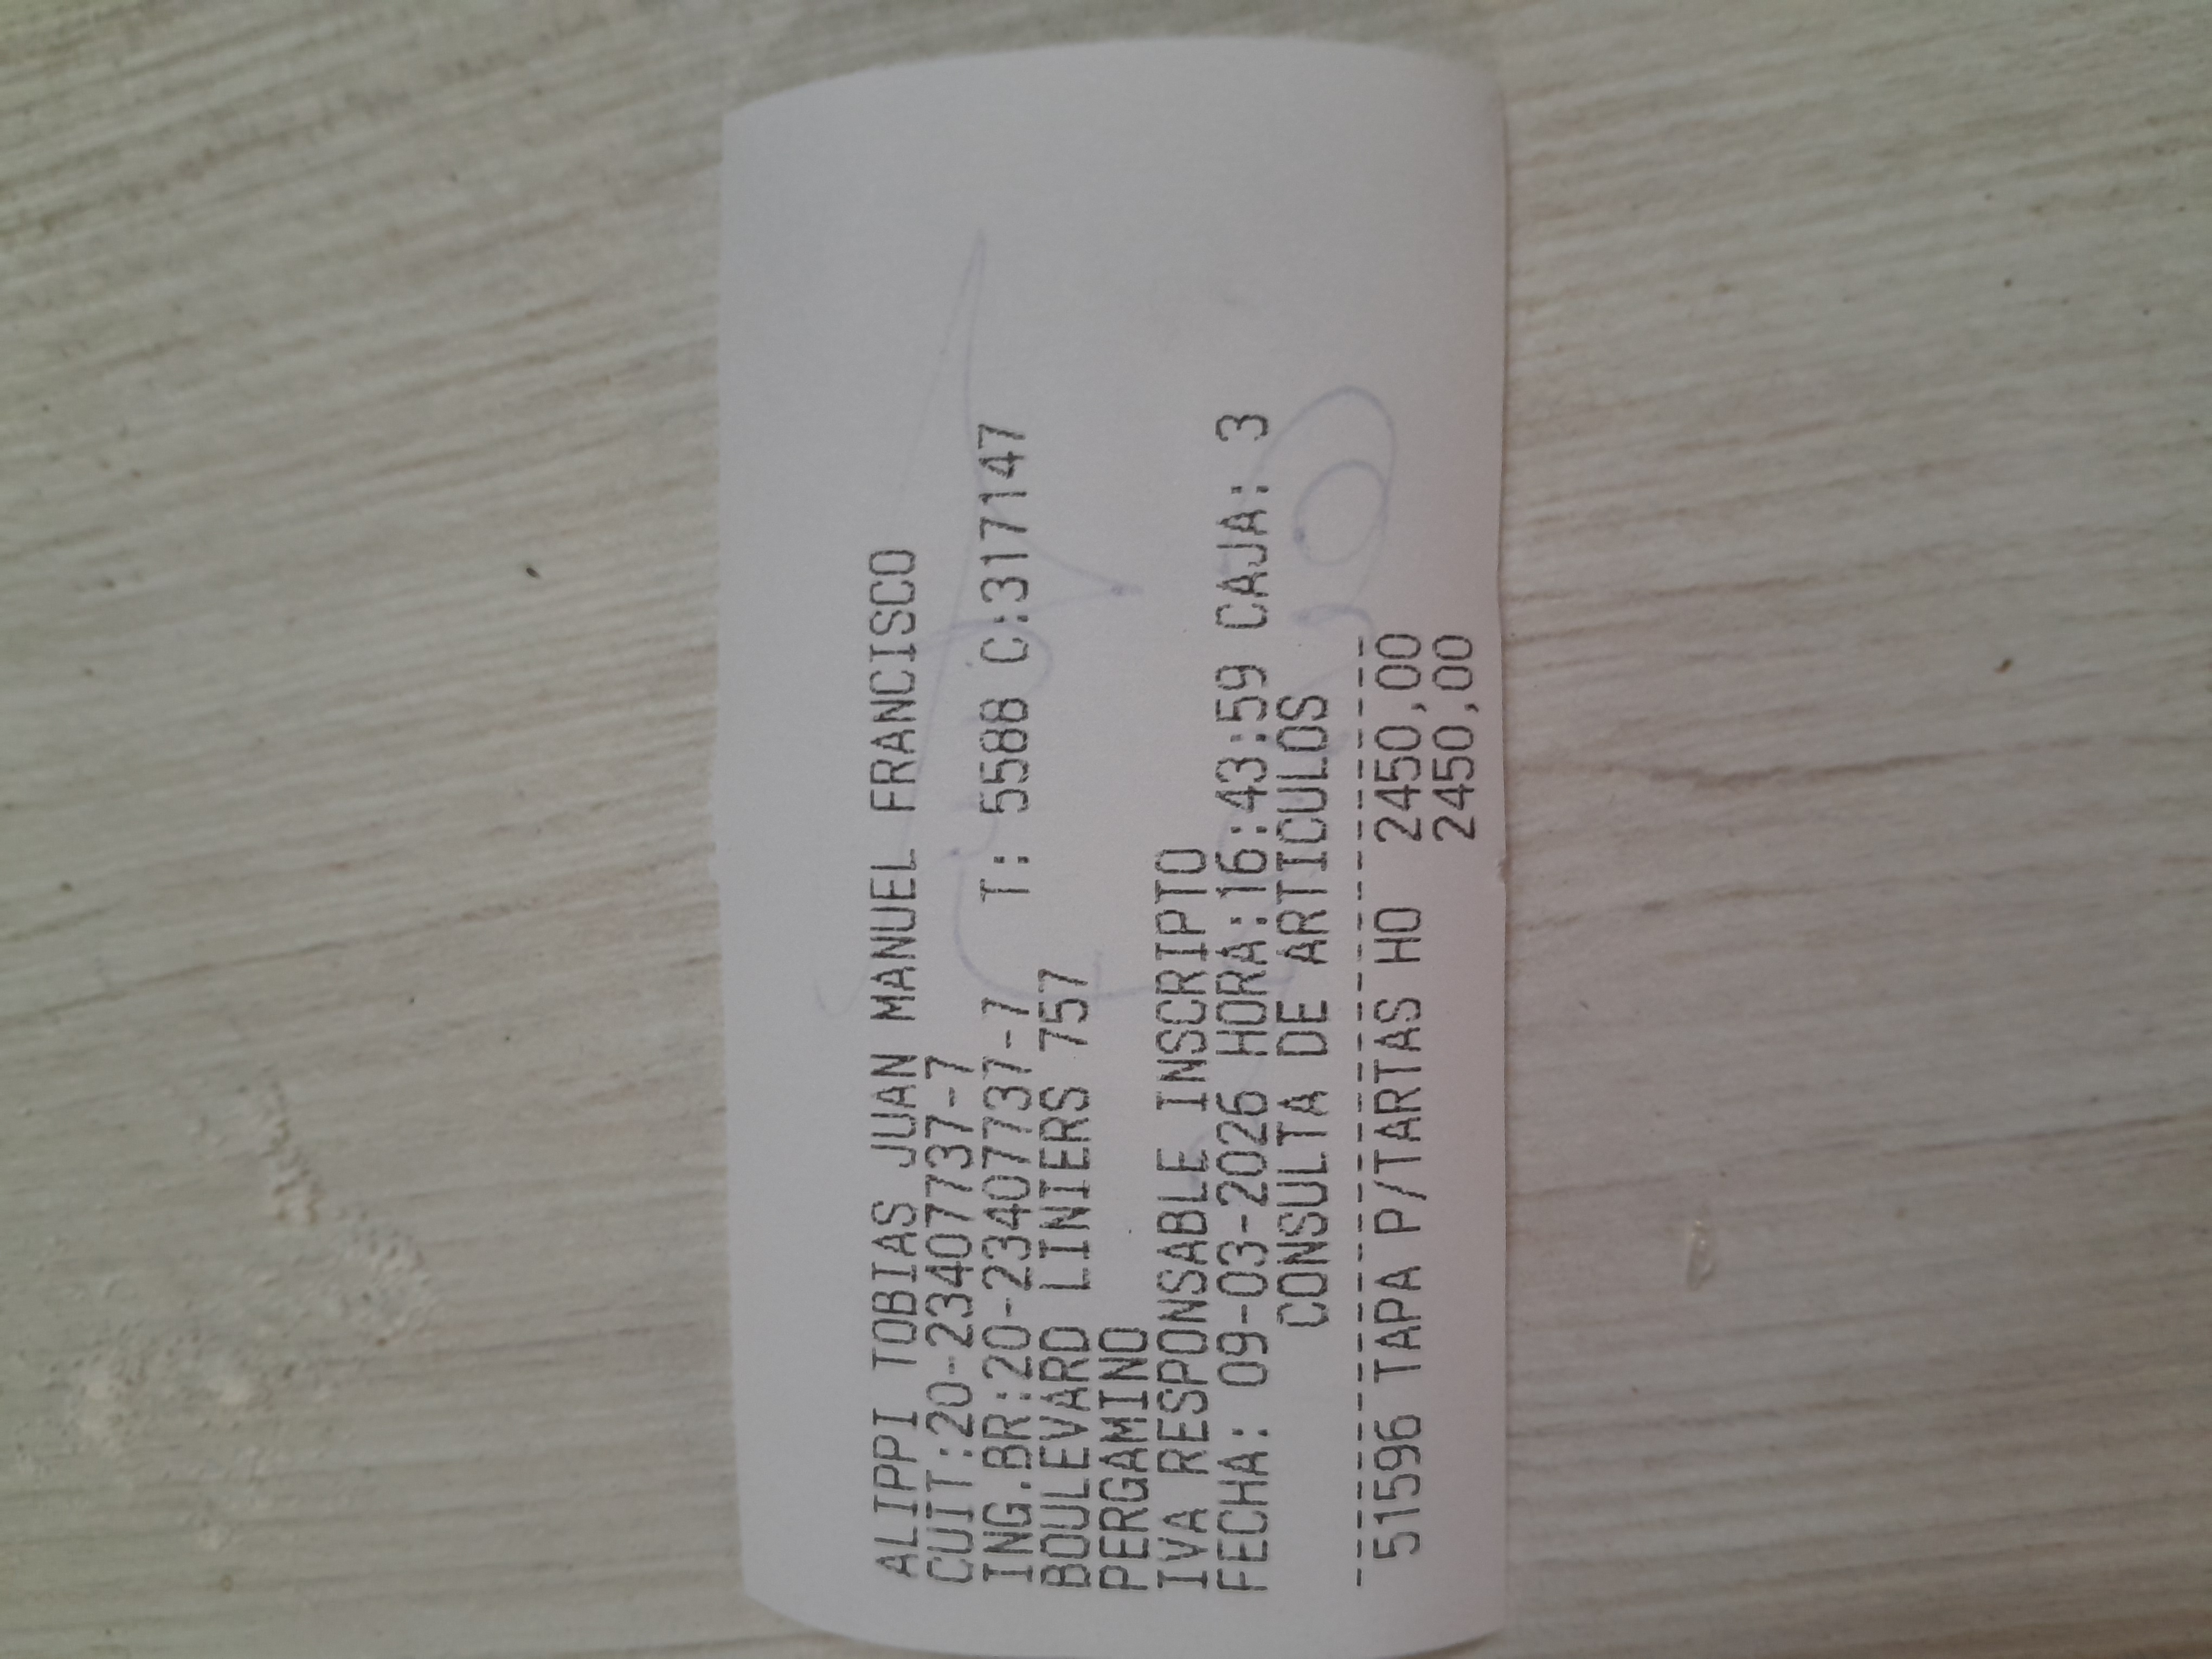 ALIPPI TOBIAS JUAN MANUEL FRANCISCO
CUIT:20-23407737-7
ING.BR:20-23407737-7 T: 5588 C:317147
BOULEVARD LINIERS 757
PERGAMINO
IVA RESPONSABLE INSCRIPTO
FECHA: 09-03-2026 HORA:16:43:59 CAJA: 3
CONSULTA DE ARTICULOS
--------------------------------
51596 TAPA P/TARTAS HO 2450,00
2450,00